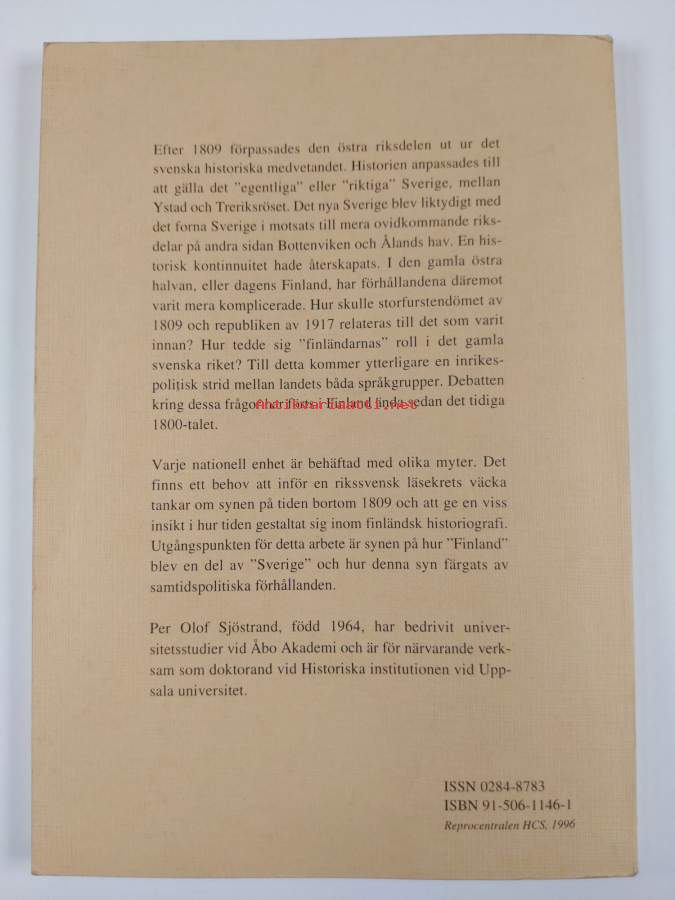 Efter 1809 förpassades den östra riksdelen ut ur det
svenska historiska medvetandet. Historien anpassades till
att gälla det ”egentliga” eller ”riktiga” Sverige, mellan
Ystad och Treriksröset. Det nya Sverige blev liktydigt med
det forna Sverige i motsats till mera ovidkommande riks-
delar på andra sidan Bottenviken och Ålands hav. En his-
torisk kontinnuitet hade återskapats. I den gamla östra
halvan, eller dagens Finland, har förhållandena däremot
varit mera komplicerade. Hur skulle storfurstendömet av
1809 och republiken av 1917 relateras till det som varit
innan? Hur tedde sig ”finländarnas” roll i det gamla
svenska riket? Till detta kommer ytterligare en inrikes-
politisk strid mellan landets båda språkgrupper. Debatten
kring dessa frågor har förts i Finland ända sedan det tidiga
1800-talet.
Varje nationell enhet är behäftad med olika myter. Det
finns ett behov att inför en rikssvensk läsekrets väcka
tankar om synen på tiden bortom 1809 och att ge en viss
insikt i hur tiden gestaltat sig inom finländsk historiografi.
Utgångspunkten för detta arbete är synen på hur ”Finland”
blev en del av ”Sverige” och hur denna syn färgats av
samtidspolitiska förhållanden.
Per Olof Sjöstrand, född 1964, har bedrivit univer-
sitetsstudier vid Åbo Akademi och är för närvarande verk-
sam som doktorand vid Historiska institutionen vid Upp-
sala universitet.
ISSN 0284-8783
ISBN 91-506-1146-1
Reprocentralen HCS, 1996